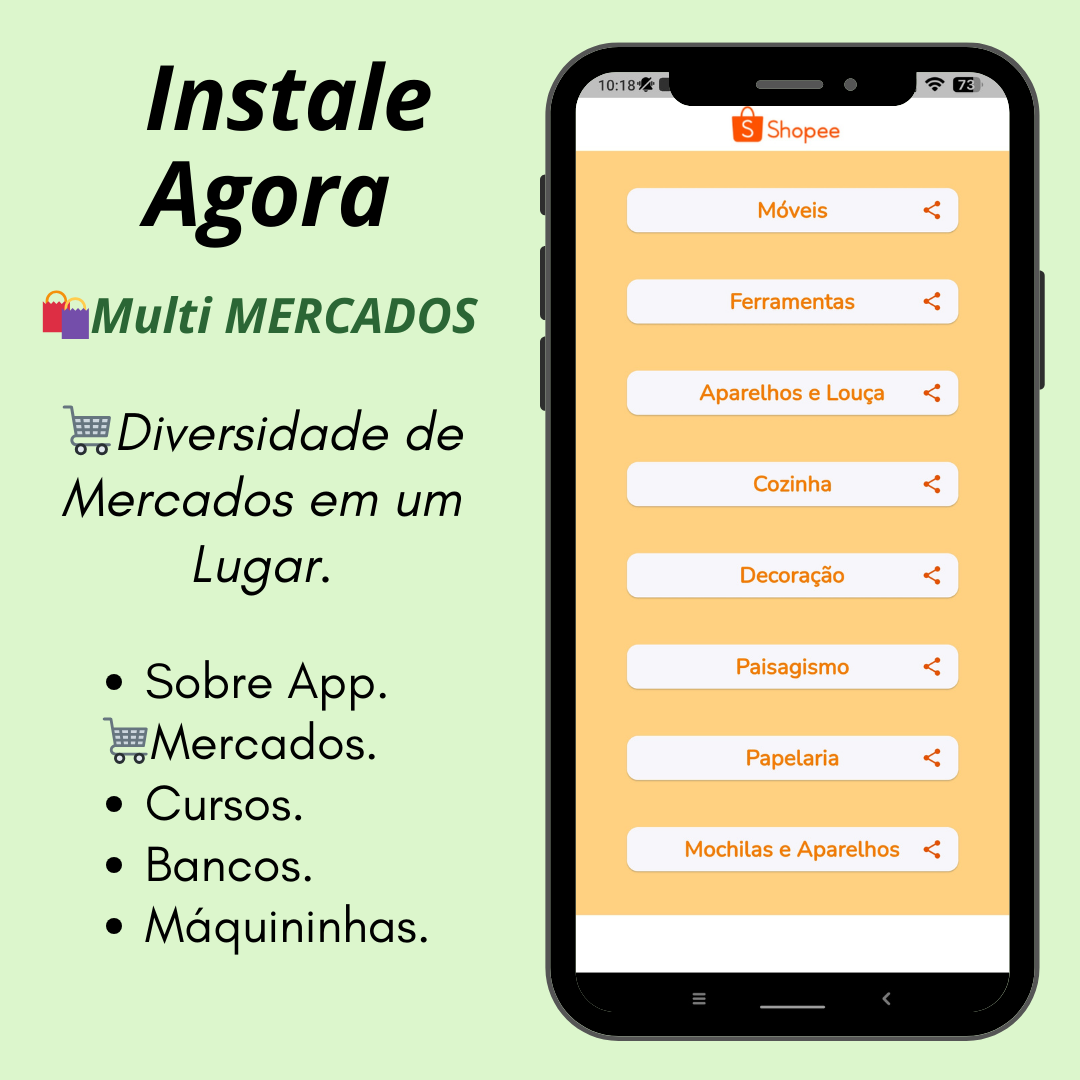 Instale
Agora
🛍️Multi MERCADOS
🛒Diversidade de
Mercados em um
Lugar.
• Sobre App.
🛒Mercados.
• Cursos.
• Bancos.
• Máquininhas.
10:18
73
Shopee
Móveis
Ferramentas
Aparelhos e Louça
Cozinha
Decoração
Paisagismo
Papelaria
Mochilas e Aparelhos